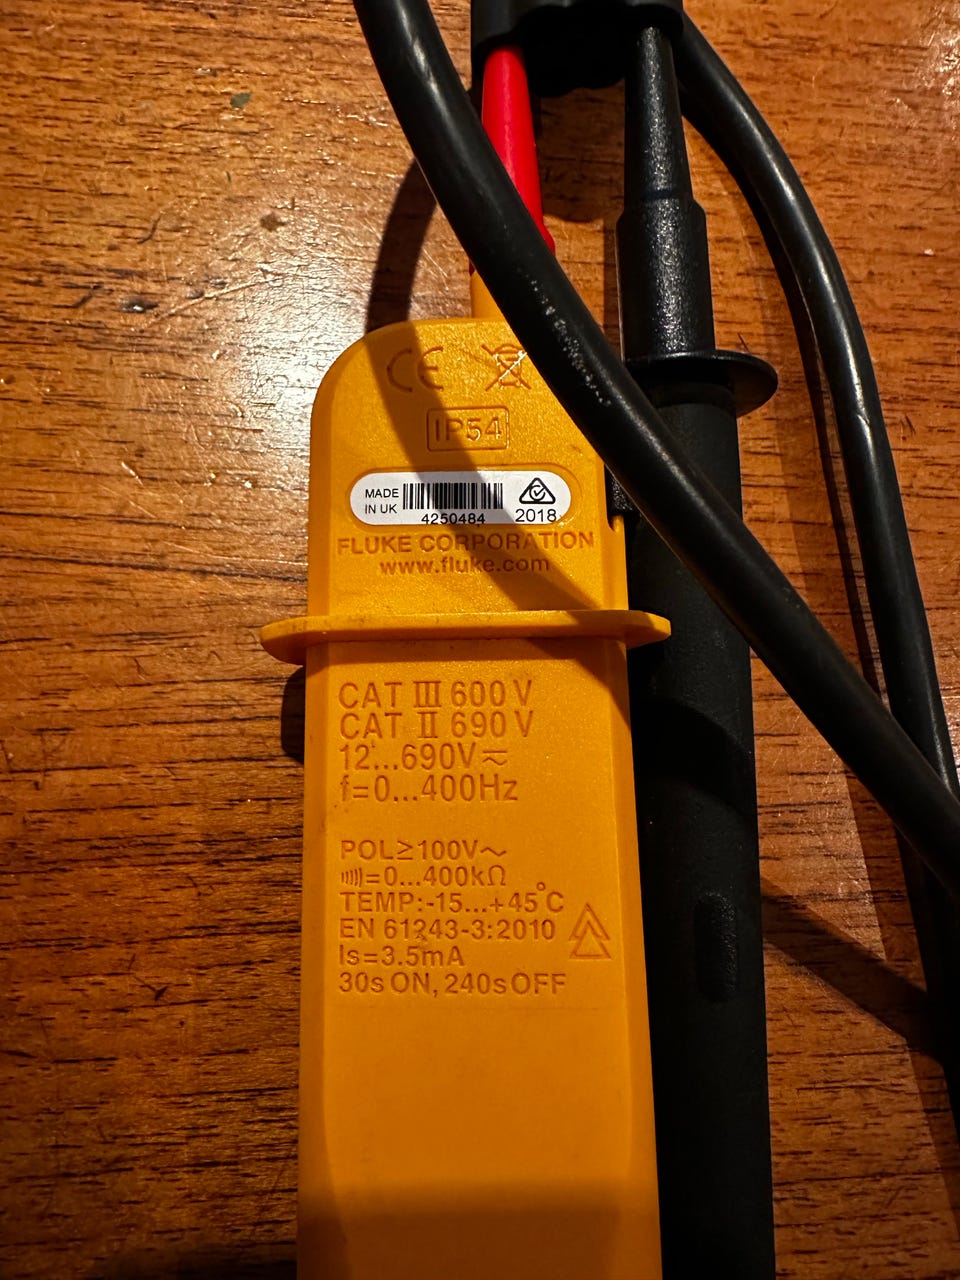 CE
IP54
MADE
IN UK
4250484
2018
FLUKE CORPORATION
www.fluke.com
CAT III 600 V
CAT II 690 V
12...690V⎓
f=0...400Hz
POL≥100V~
=0...400kΩ
TEMP:-15...+45°C
EN 61243-3:2010
Is=3.5mA
30s ON, 240s OFF